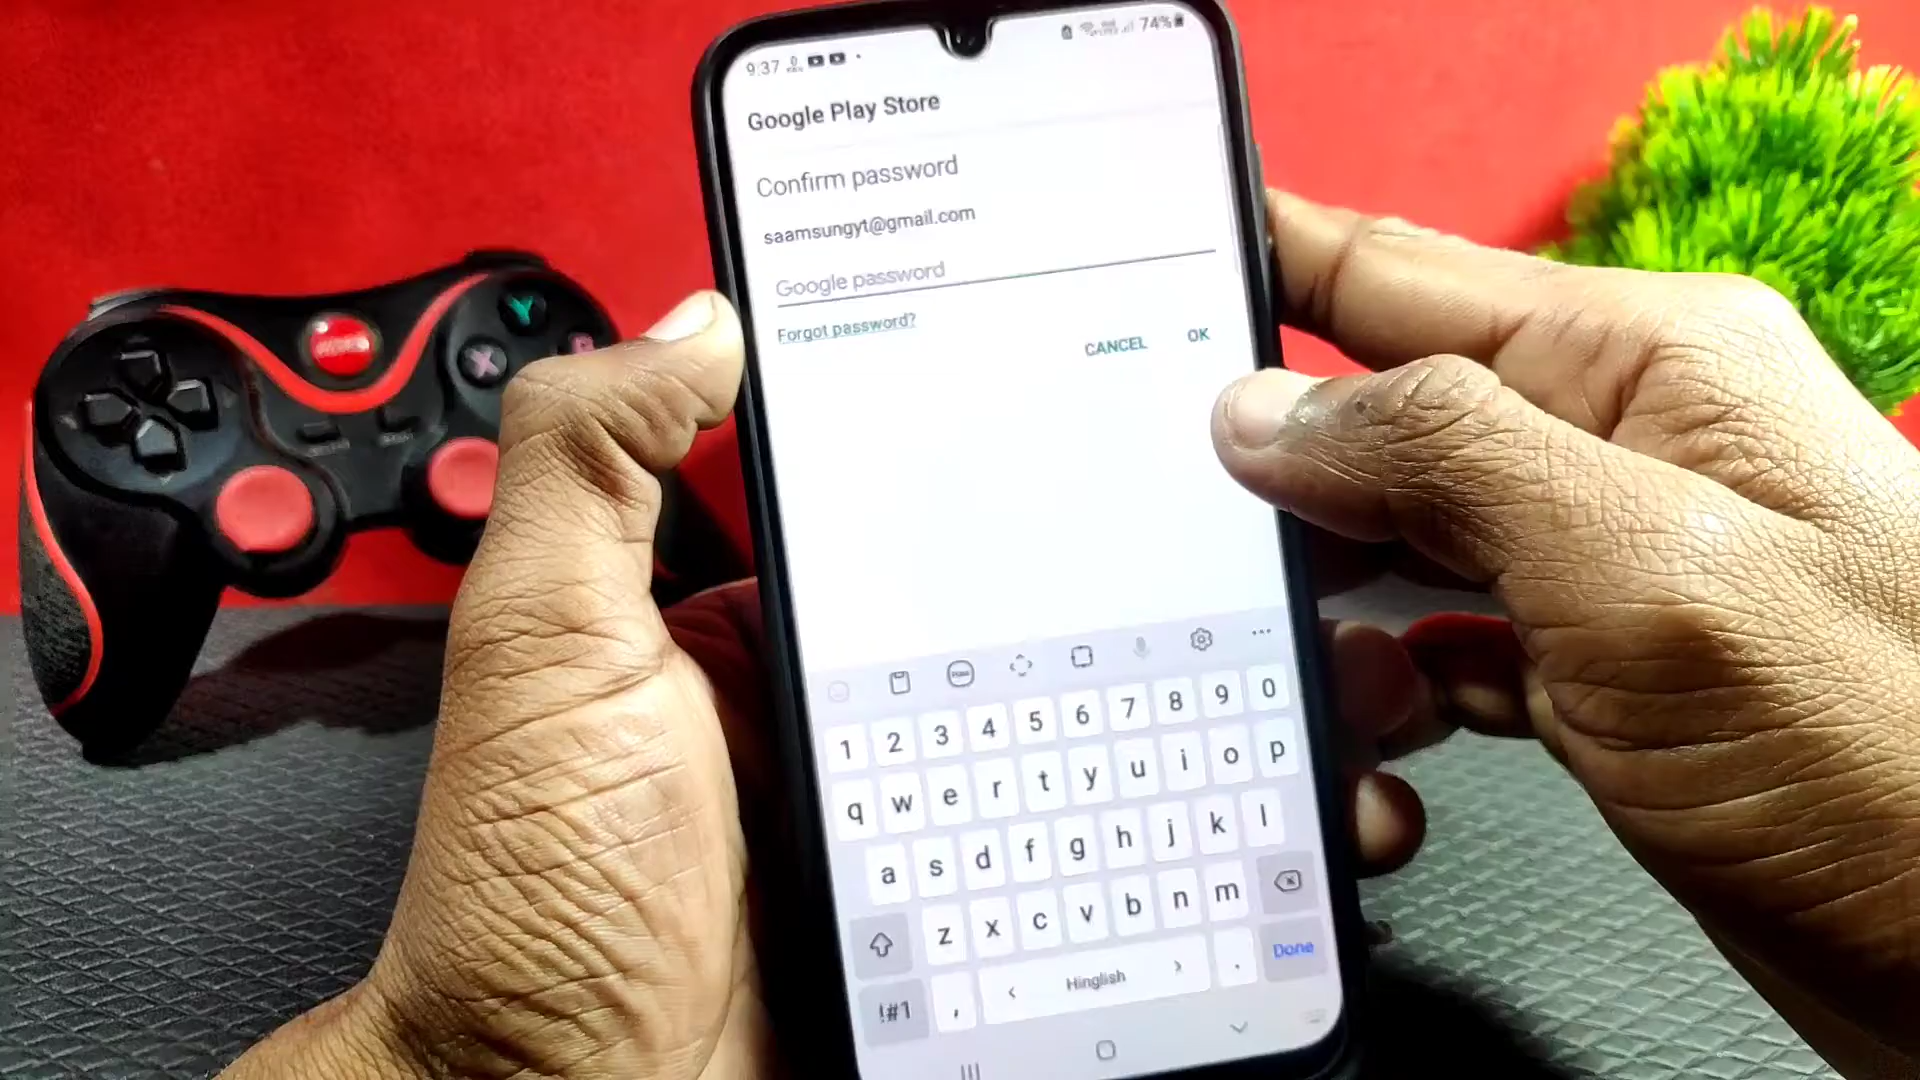 9:37 74%
Google Play Store
Confirm password
saamsungyt@gmail.com
Google password
Forgot password?
CANCEL OK
1 2 3 4 5 6 7 8 9 0
q w e r t y u i o p
a s d f g h j k l
z x c v b n m
!#1 , < Hinglish > . Done
Y
X